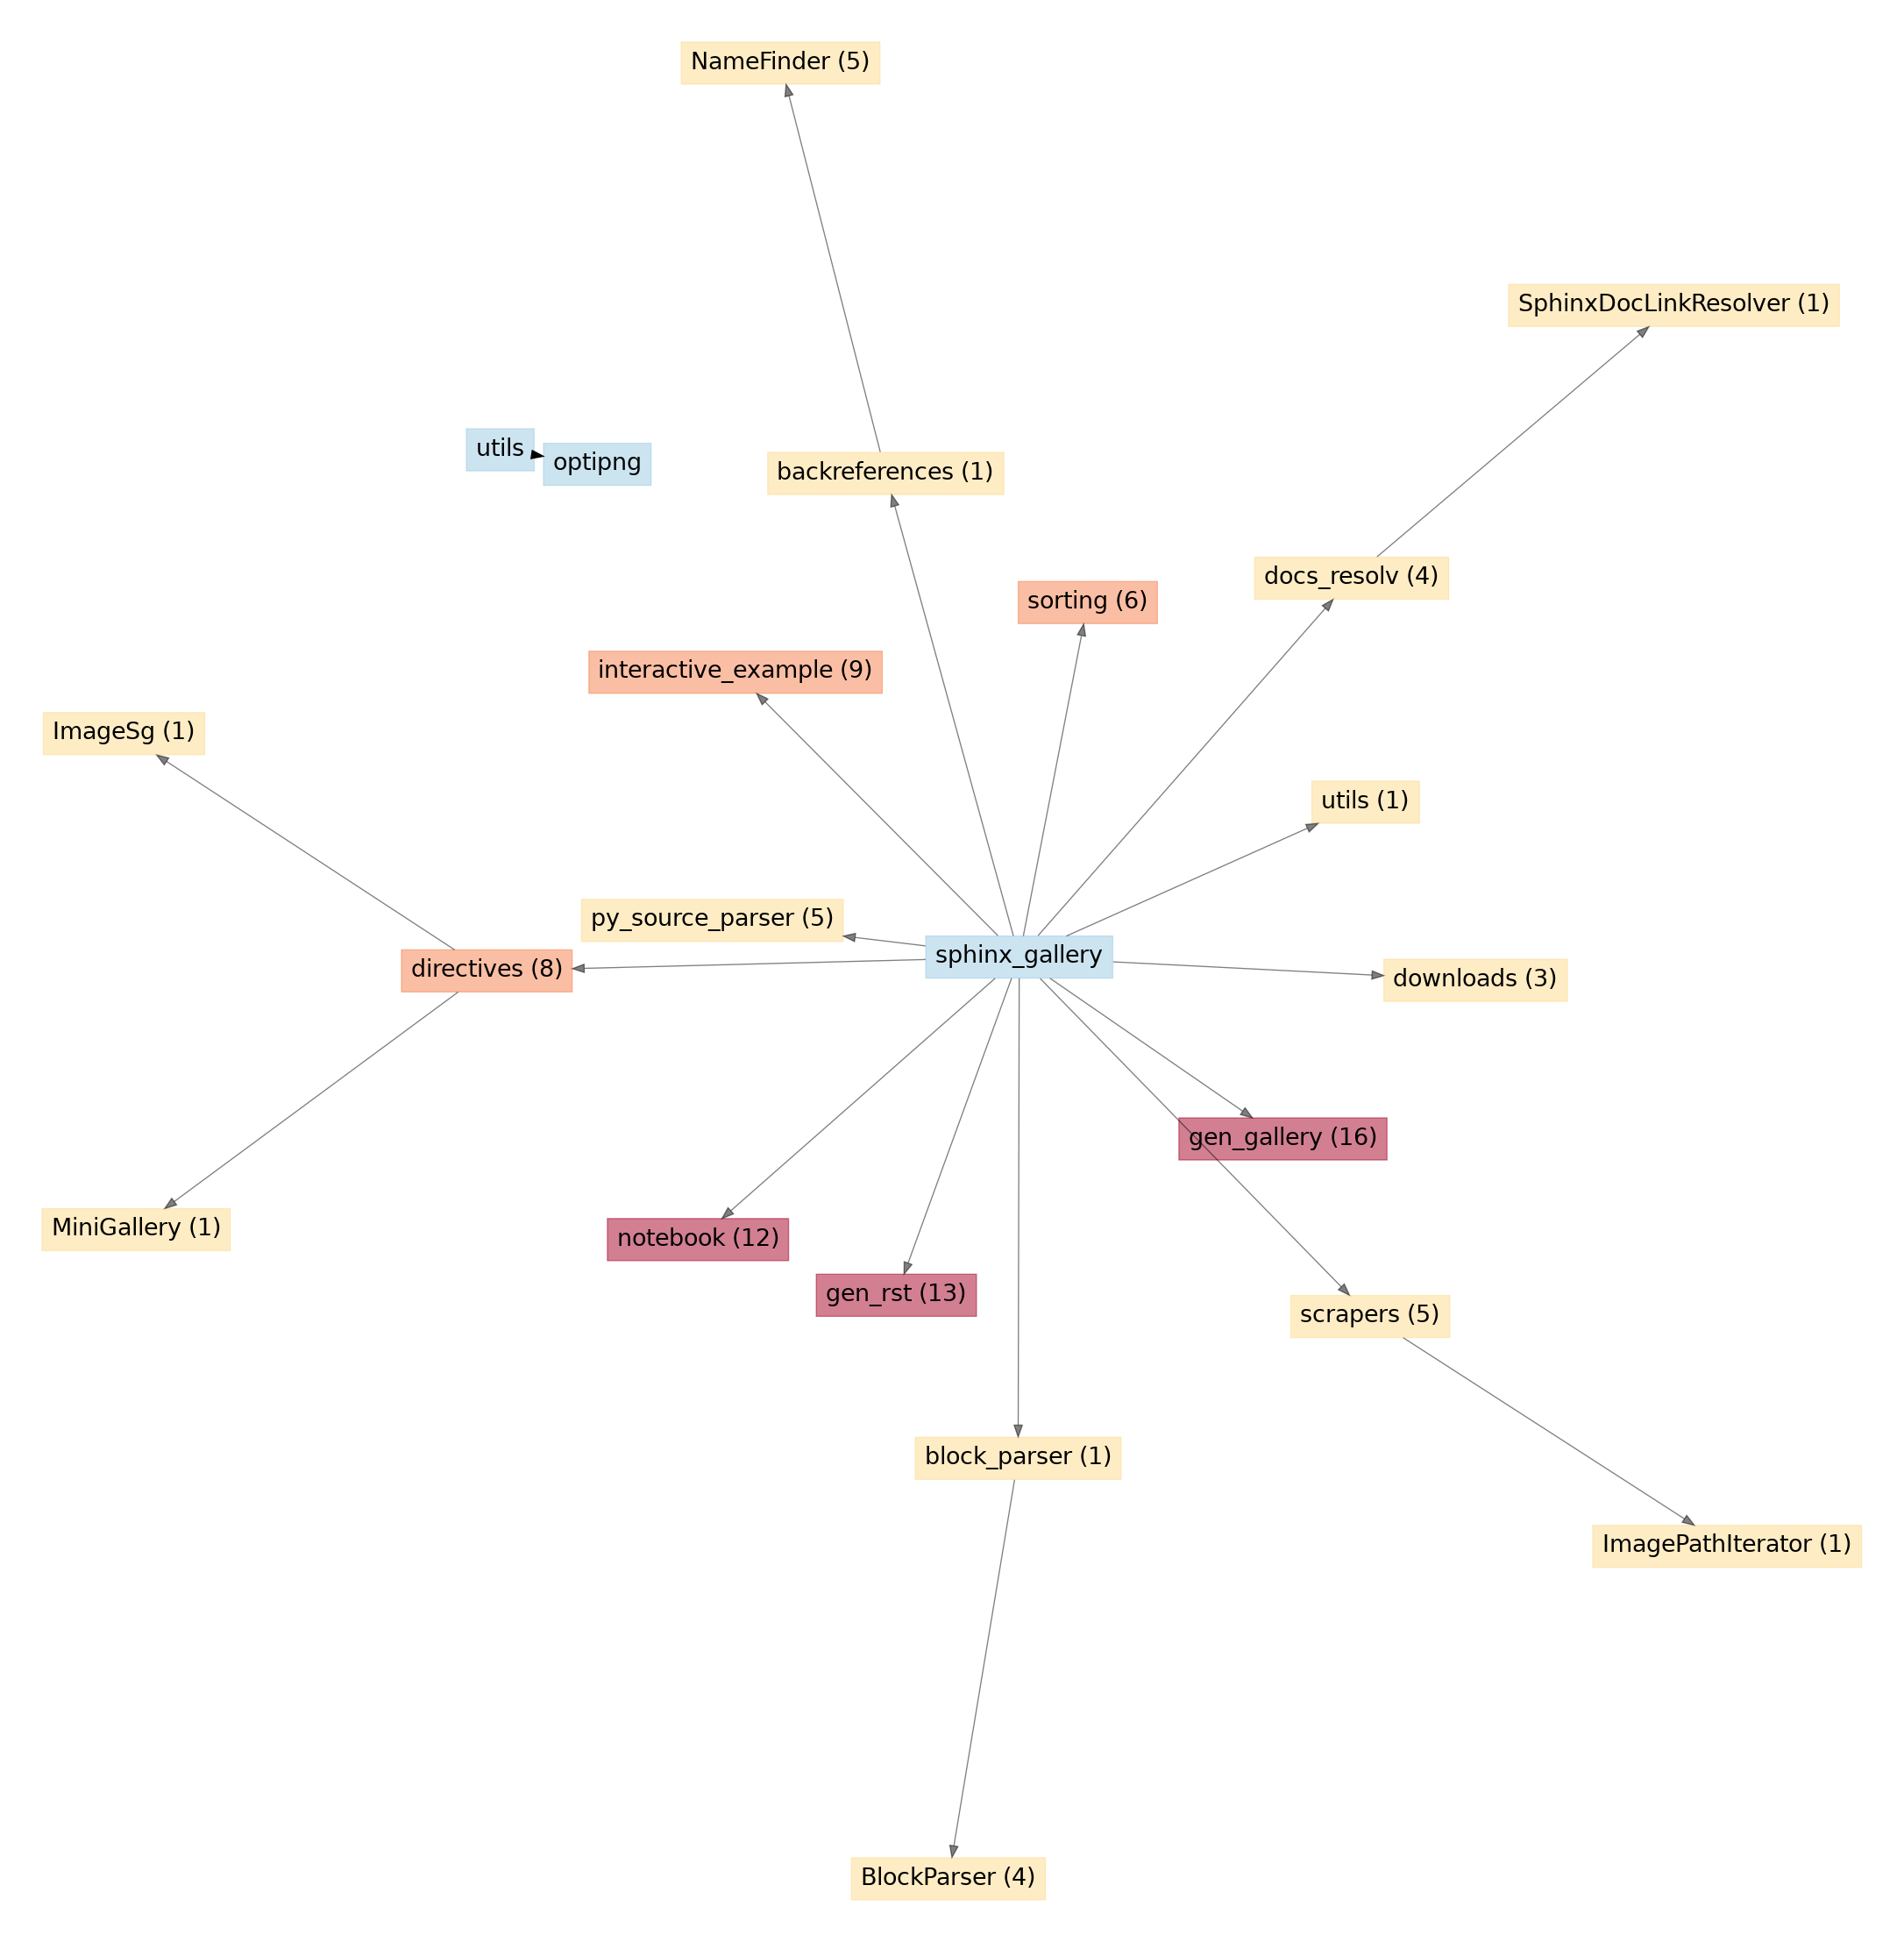 NameFinder (5)
SphinxDocLinkResolver (1)
utils
optipng
backreferences (1)
docs_resolv (4)
sorting (6)
interactive_example (9)
ImageSg (1)
utils (1)
py_source_parser (5)
sphinx_gallery
directives (8)
downloads (3)
gen_gallery (16)
MiniGallery (1)
notebook (12)
gen_rst (13)
scrapers (5)
block_parser (1)
ImagePathIterator (1)
BlockParser (4)